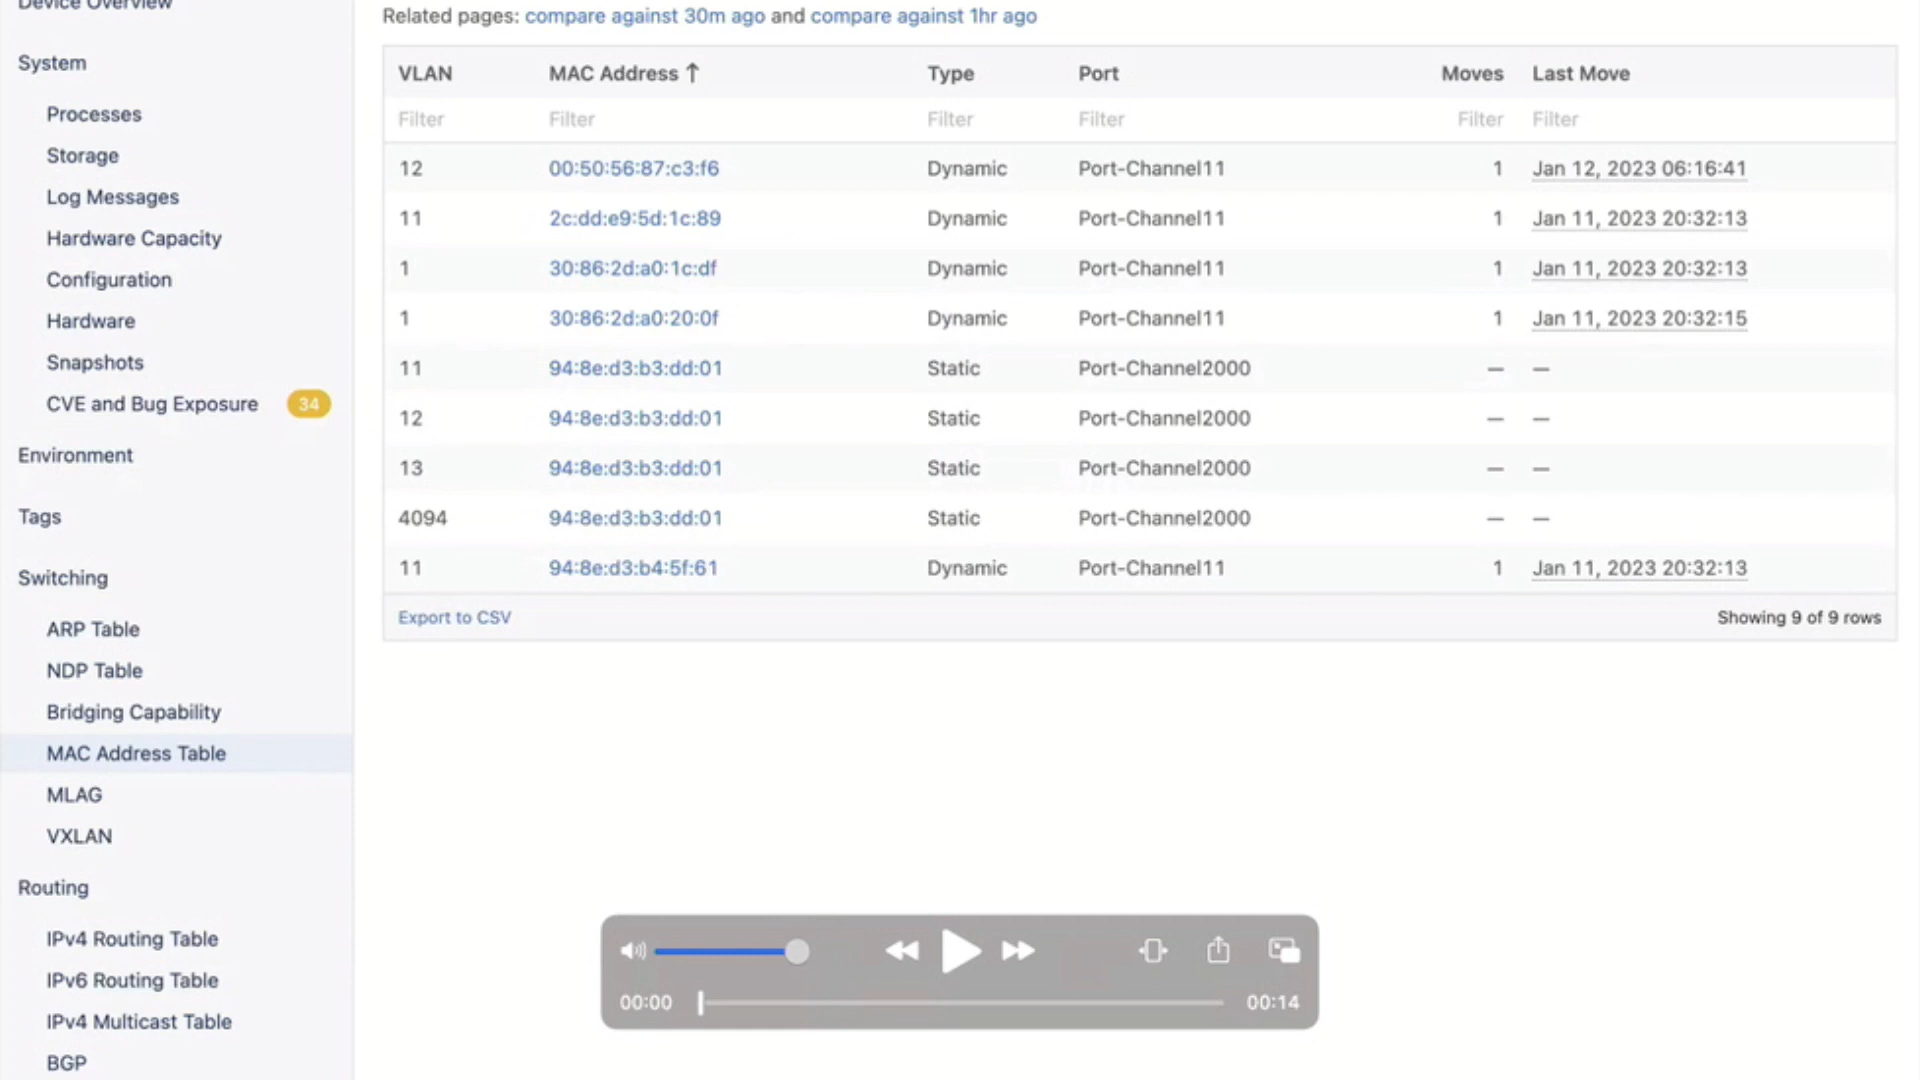 Device Overview
System
Processes
Storage
Log Messages
Hardware Capacity
Configuration
Hardware
Snapshots
CVE and Bug Exposure 34
Environment
Tags
Switching
ARP Table
NDP Table
Bridging Capability
MAC Address Table
MLAG
VXLAN
Routing
IPv4 Routing Table
IPv6 Routing Table
IPv4 Multicast Table
BGP
Related pages: compare against 30m ago and compare against 1hr ago
VLAN MAC Address ↑ Type Port Moves Last Move
Filter Filter Filter Filter Filter Filter
12 00:50:56:87:c3:f6 Dynamic Port-Channel11 1 Jan 12, 2023 06:16:41
11 2c:dd:e9:5d:1c:89 Dynamic Port-Channel11 1 Jan 11, 2023 20:32:13
1 30:86:2d:a0:1c:df Dynamic Port-Channel11 1 Jan 11, 2023 20:32:13
1 30:86:2d:a0:20:0f Dynamic Port-Channel11 1 Jan 11, 2023 20:32:15
11 94:8e:d3:b3:dd:01 Static Port-Channel2000 — —
12 94:8e:d3:b3:dd:01 Static Port-Channel2000 — —
13 94:8e:d3:b3:dd:01 Static Port-Channel2000 — —
4094 94:8e:d3:b3:dd:01 Static Port-Channel2000 — —
11 94:8e:d3:b4:5f:61 Dynamic Port-Channel11 1 Jan 11, 2023 20:32:13
Export to CSV Showing 9 of 9 rows
00:00 00:14